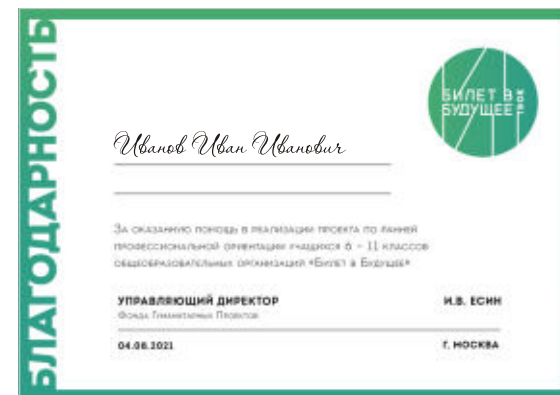 БЛАГОДАРНОСТЬ
БИЛЕТ В
БУДУЩЕЕ
ТВОЁ
Иванов Иван Иванович
За оказанную помощь в реализации проекта по ранней
профессиональной ориентации учащихся 6 – 11 классов
общеобразовательных организаций «Билет в Будущее»
УПРАВЛЯЮЩИЙ ДИРЕКТОР
И.В. ЕСИН
Фонда Гуманитарных Проектов
04.08.2021
Г. МОСКВА